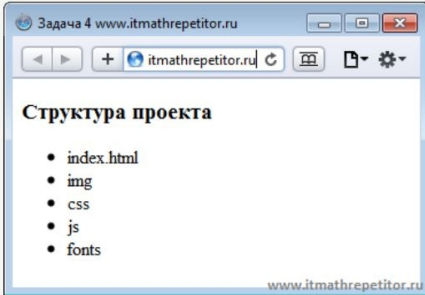 Задача 4 www.itmathrepetitor.ru
itmathrepetitor.ru
Структура проекта
index.html
img
css
js
fonts
www.itmathrepetitor.ru